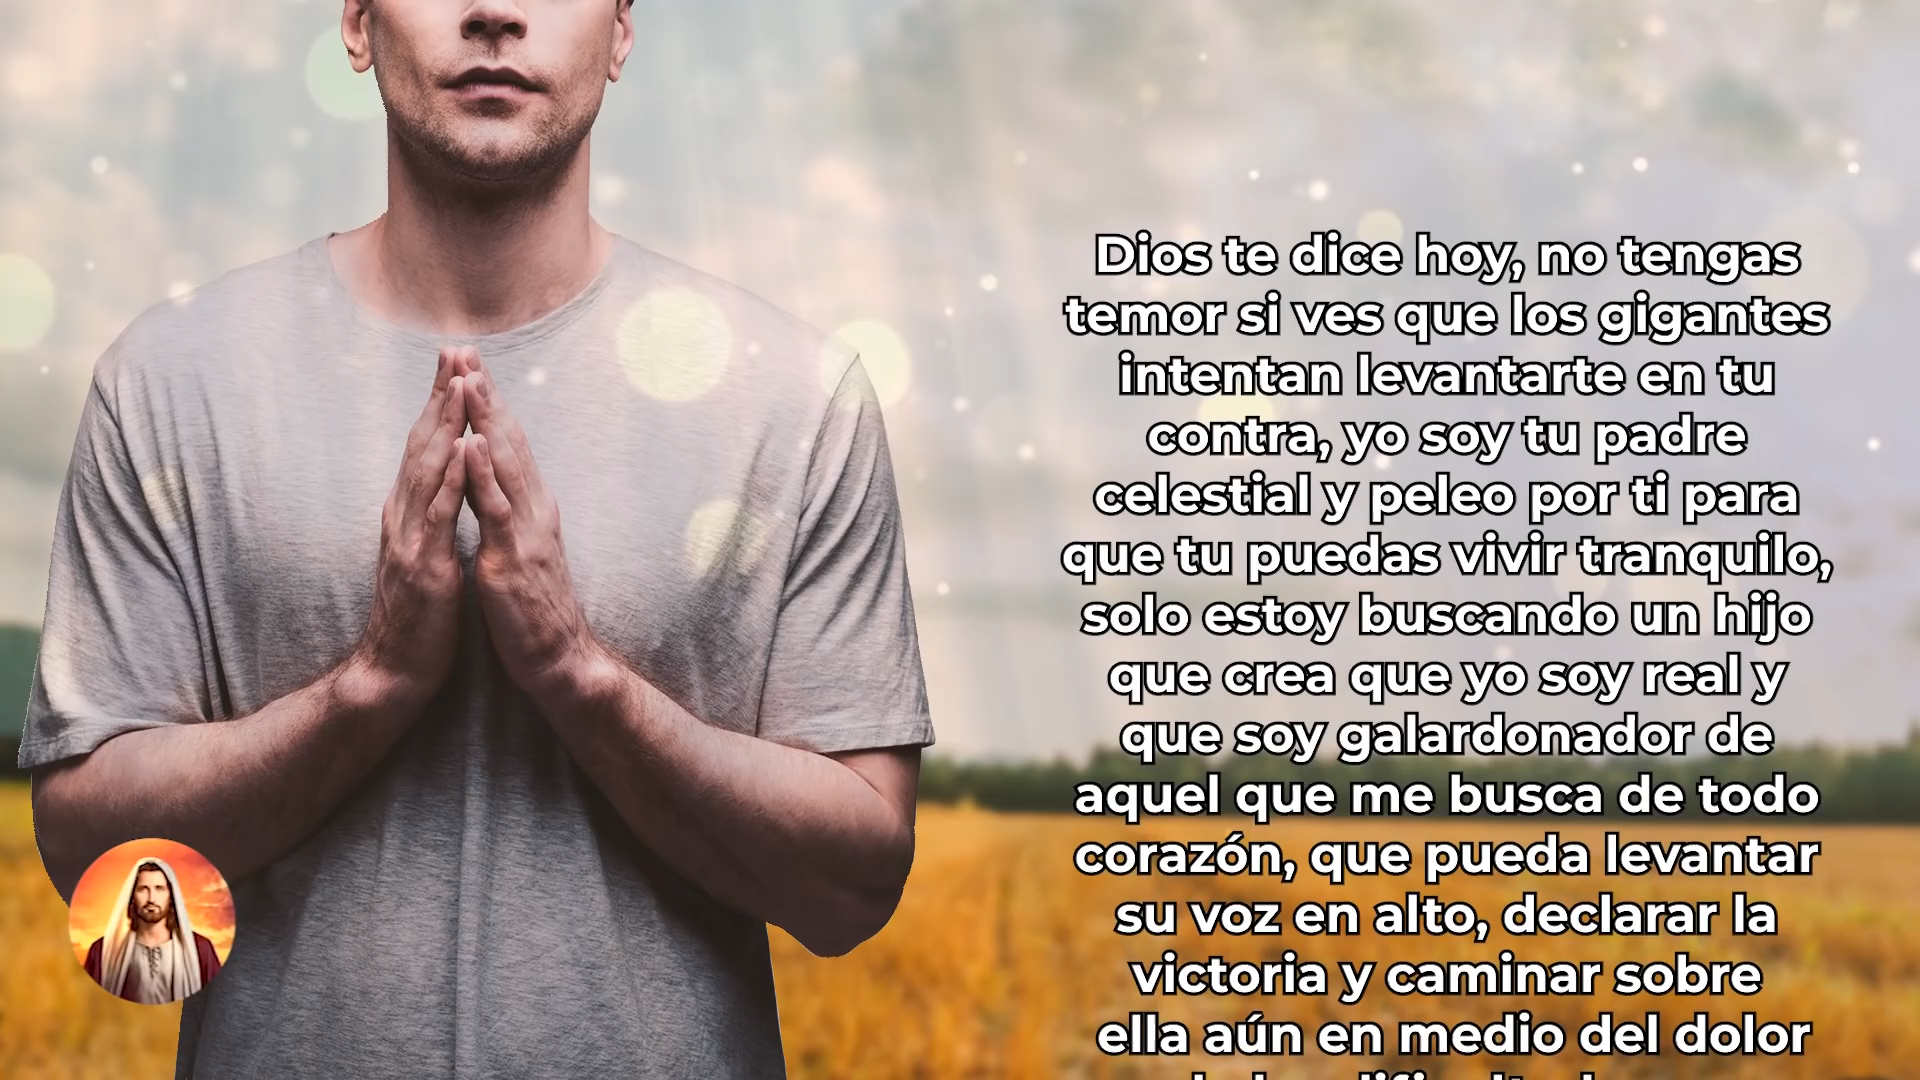 Dios te dice hoy, no tengas
temor si ves que los gigantes
intentan levantarte en tu
contra, yo soy tu padre
celestial y peleo por ti para
que tu puedas vivir tranquilo,
solo estoy buscando un hijo
que crea que yo soy real y
que soy galardonador de
aquel que me busca de todo
corazón, que pueda levantar
su voz en alto, declarar la
victoria y caminar sobre
ella aún en medio del dolor